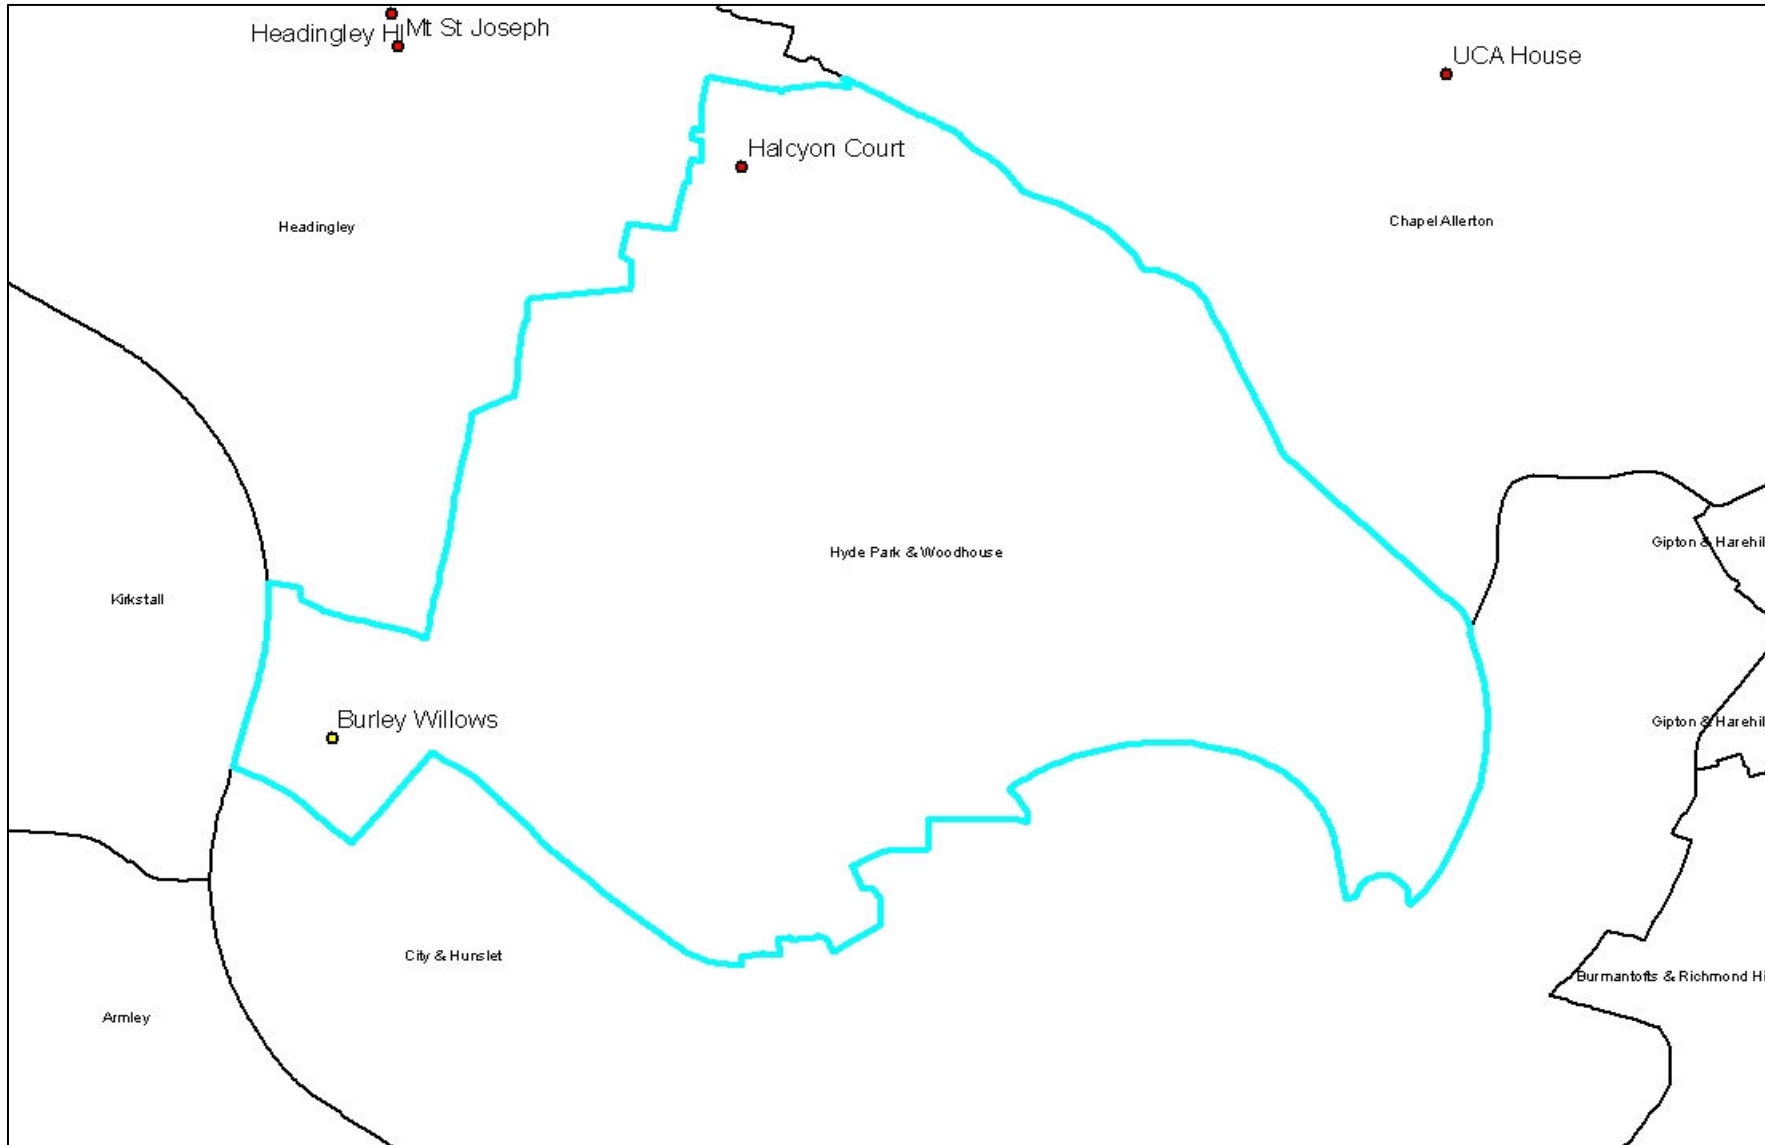 Headingley H
Mt St Joseph
UCA House
Halcyon Court
Headingley
Chapel Allerton
Gipton & Harehil
Hyde Park & Woodhouse
Kirkstall
Burley Willows
Gipton & Harehil
City & Hunslet
Burmantofts & Richmond Hi
Armley